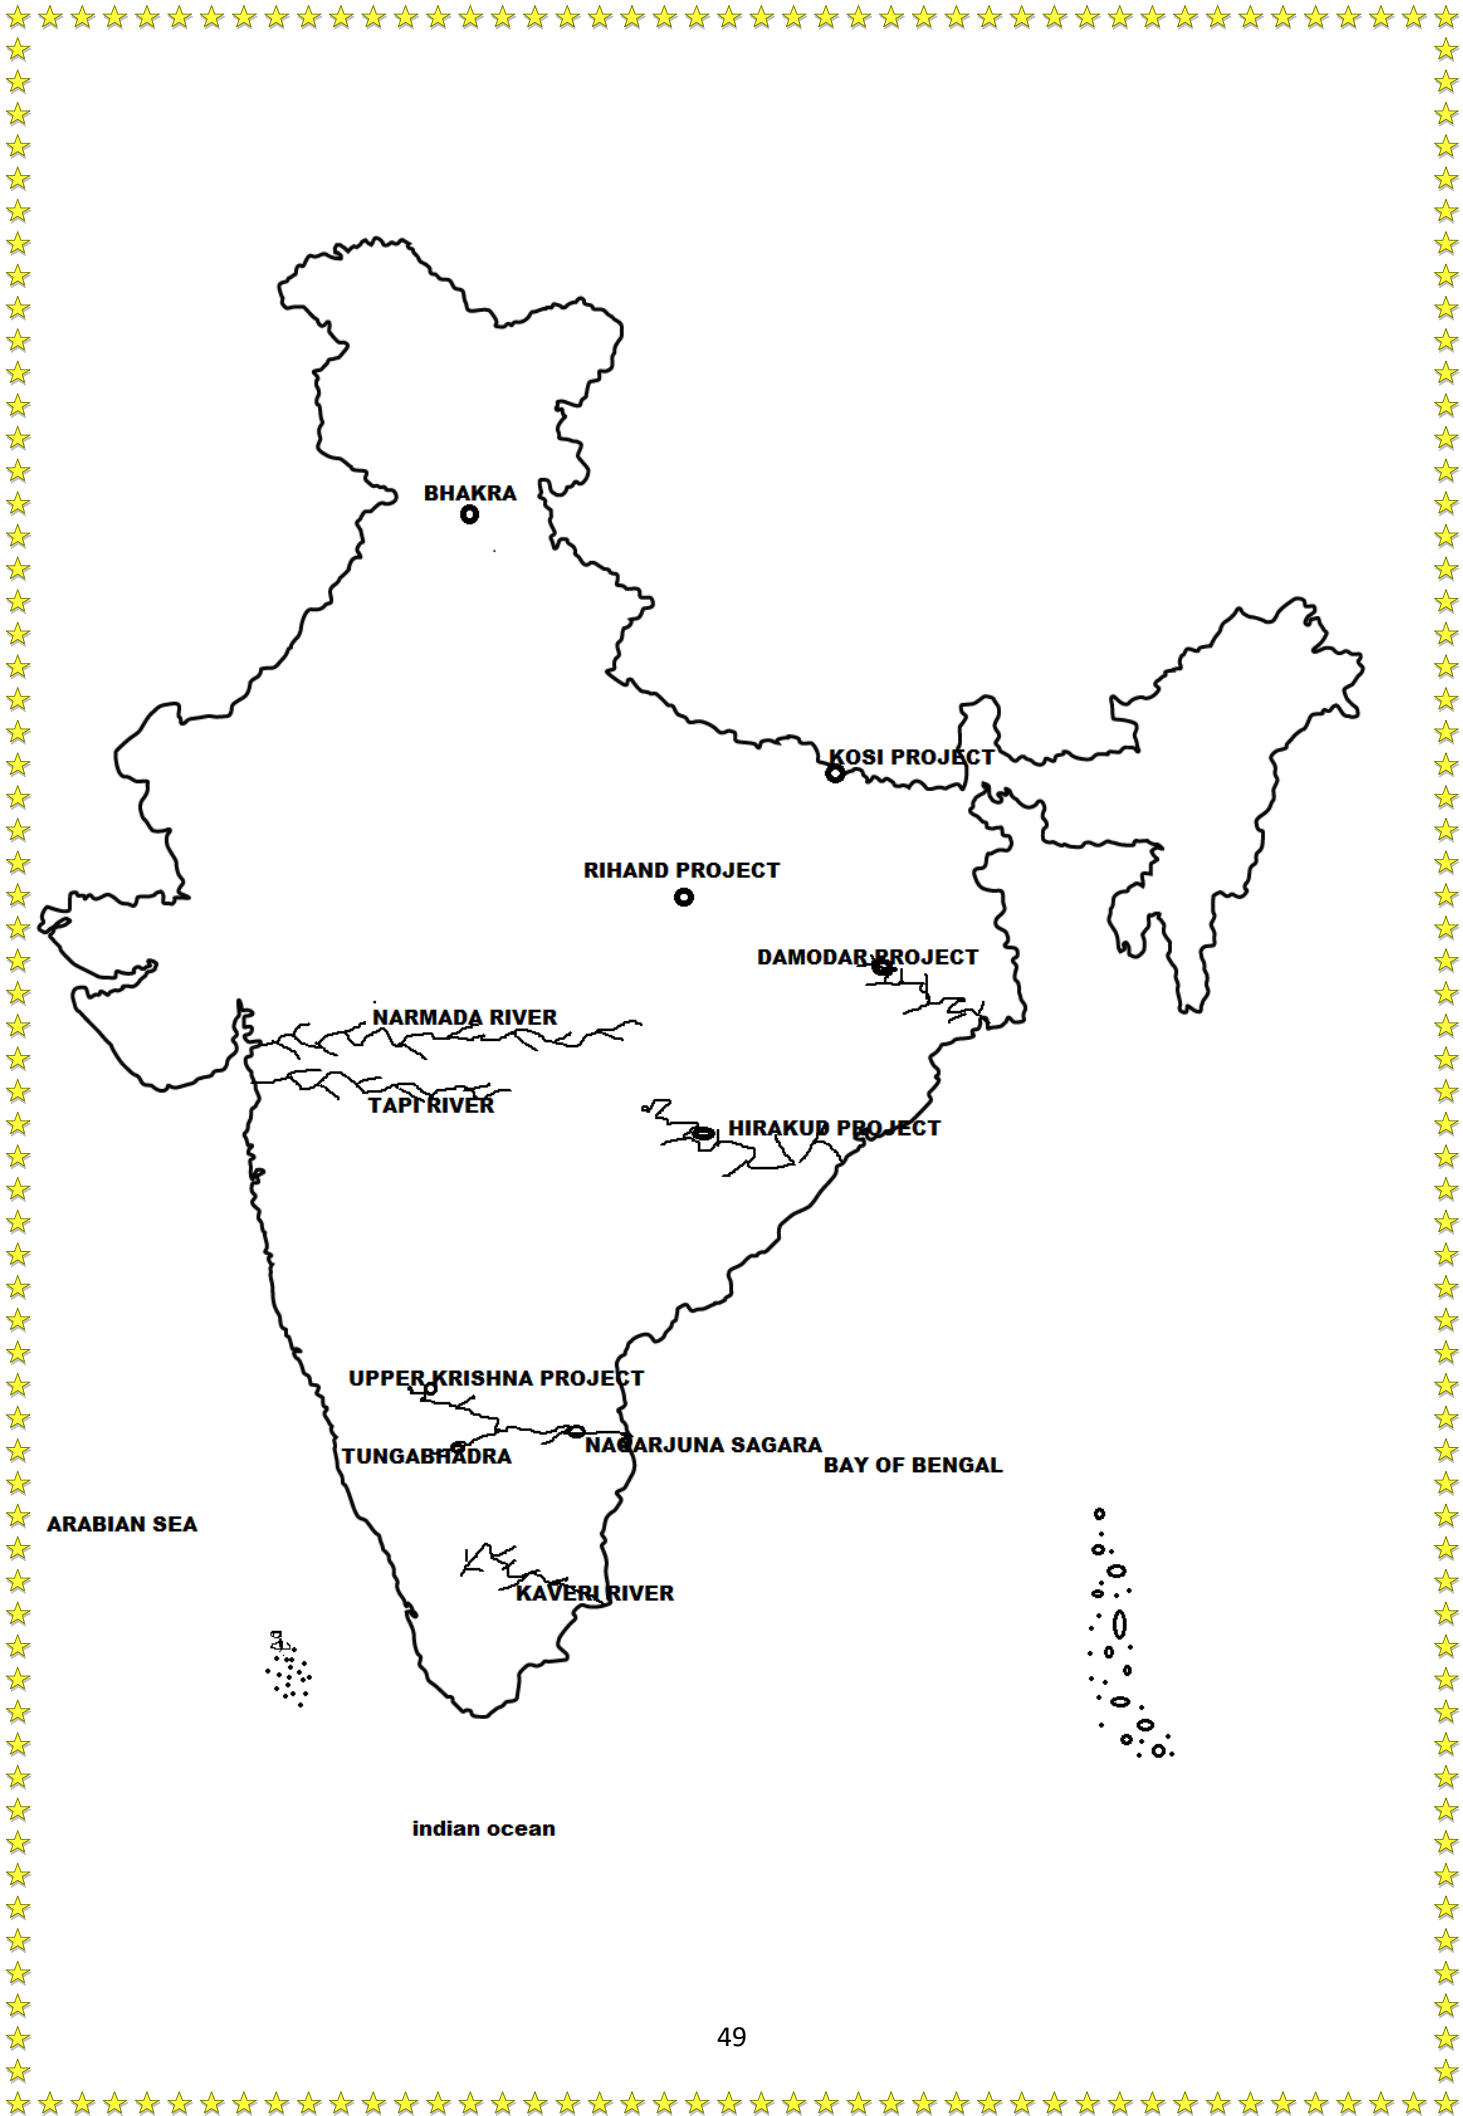 BHAKRA
KOSI PROJECT
RIHAND PROJECT
DAMODAR PROJECT
NARMADA RIVER
TAPI RIVER
HIRAKUD PROJECT
UPPER KRISHNA PROJECT
NAGARJUNA SAGARA
TUNGABHADRA
BAY OF BENGAL
ARABIAN SEA
KAVERI RIVER
indian ocean
49